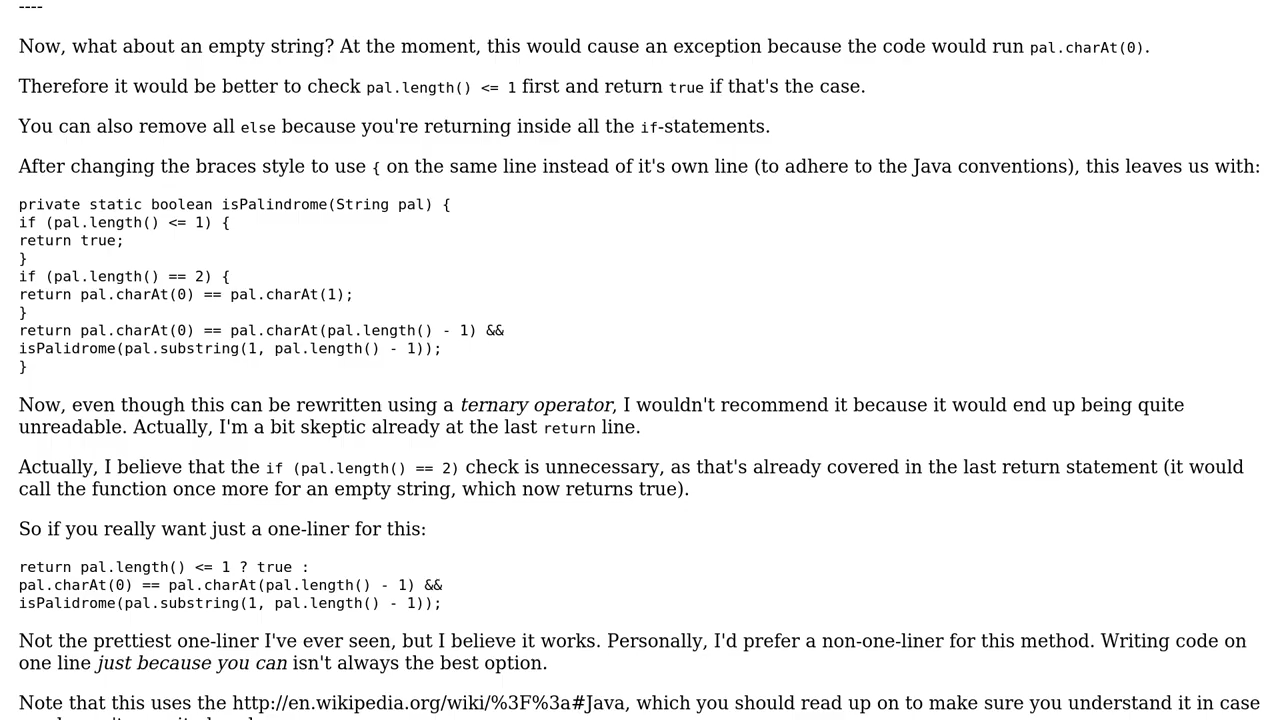 ----
Now, what about an empty string? At the moment, this would cause an exception because the code would run pal.charAt(0).
Therefore it would be better to check pal.length() <= 1 first and return true if that's the case.
You can also remove all else because you're returning inside all the if-statements.
After changing the braces style to use { on the same line instead of it's own line (to adhere to the Java conventions), this leaves us with:
private static boolean isPalindrome(String pal) {
if (pal.length() <= 1) {
return true;
}
if (pal.length() == 2) {
return pal.charAt(0) == pal.charAt(1);
}
return pal.charAt(0) == pal.charAt(pal.length() - 1) &&
isPalidrome(pal.substring(1, pal.length() - 1));
}
Now, even though this can be rewritten using a ternary operator, I wouldn't recommend it because it would end up being quite
unreadable. Actually, I'm a bit skeptic already at the last return line.
Actually, I believe that the if (pal.length() == 2) check is unnecessary, as that's already covered in the last return statement (it would
call the function once more for an empty string, which now returns true).
So if you really want just a one-liner for this:
return pal.length() <= 1 ? true :
pal.charAt(0) == pal.charAt(pal.length() - 1) &&
isPalidrome(pal.substring(1, pal.length() - 1));
Not the prettiest one-liner I've ever seen, but I believe it works. Personally, I'd prefer a non-one-liner for this method. Writing code on
one line just because you can isn't always the best option.
Note that this uses the http://en.wikipedia.org/wiki/%3F%3a#Java, which you should read up on to make sure you understand it in case